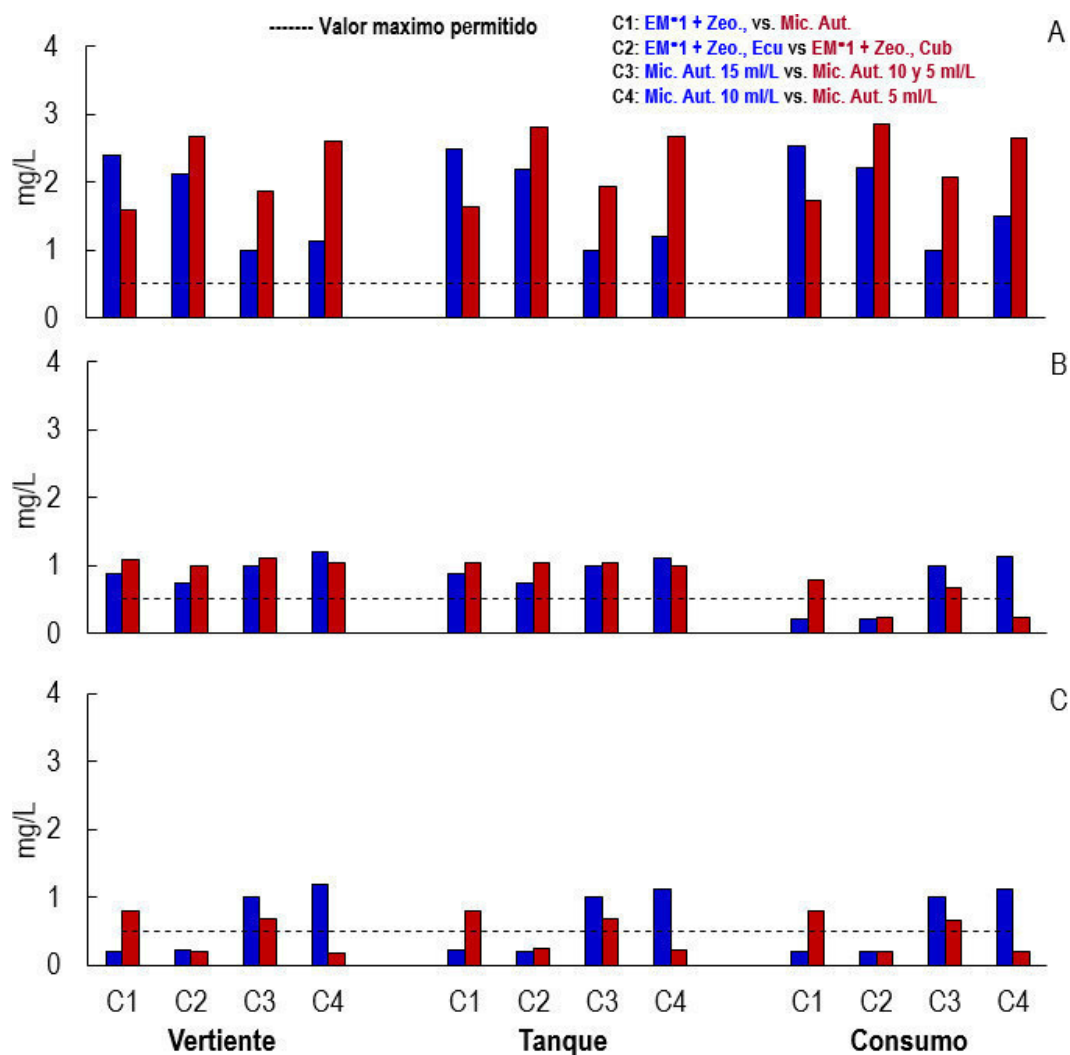 ------- Valor maximo permitido
C1: EM•1 + Zeo., vs. Mic. Aut.
C2: EM•1 + Zeo., Ecu vs EM•1 + Zeo., Cub
C3: Mic. Aut. 15 ml/L vs. Mic. Aut. 10 y 5 ml/L
C4: Mic. Aut. 10 ml/L vs. Mic. Aut. 5 ml/L
A
4
3
2
1
0
mg/L
B
4
3
2
1
0
mg/L
C
4
3
2
1
0
mg/L
C1 C2 C3 C4 C1 C2 C3 C4 C1 C2 C3 C4
Vertiente Tanque Consumo